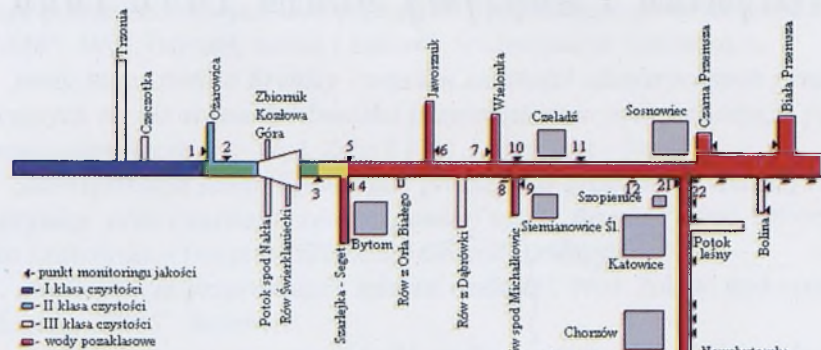 Trzonia
Czeczotka
Ożarowica
Zbiornik
Kozłowa
Góra
Jaworznik
Wielonka
Czeladź
Sosnowiec
Czarna Przemsza
Biała Przemsza
1
2
3
4
5
6
7
8
10
11
12
21
22
Potok spod Nakła
Rów Świerklaniecki
Szarlejka - Seget
Bytom
Rów z Orła Białego
Rów z Dąbrówki
Siemianowice Śl.
Szopienice
Katowice
Chorzów
Potok
leśny
Bolina
- punkt monitoringu jakości
- I klasa czystości
- II klasa czystości
- III klasa czystości
- wody pozaklasowe
w spod Michałkowic